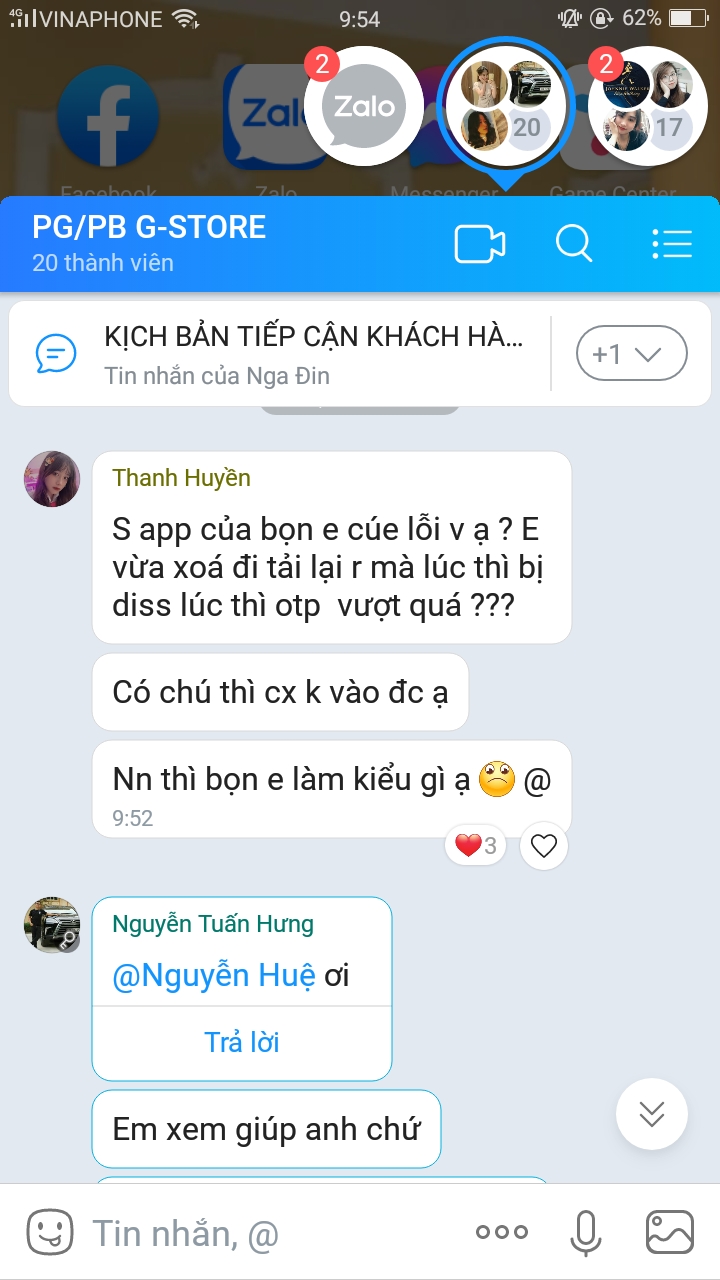 4G VINAPHONE 9:54 62%
2 Zalo 20 2 17
Facebook Zalo Messenger Game Center
PG/PB G-STORE
20 thành viên
KỊCH BẢN TIẾP CẬN KHÁCH HÀ...
Tin nhắn của Nga Đin
+1
Thanh Huyền
S app của bọn e cúe lỗi v ạ ? E
vừa xoá đi tải lại r mà lúc thì bị
diss lúc thì otp vượt quá ???
Có chú thì cx k vào đc ạ
Nn thì bọn e làm kiểu gì ạ @
9:52
3
Nguyễn Tuấn Hưng
@Nguyễn Huệ ơi
Trả lời
Em xem giúp anh chứ
Tin nhắn, @